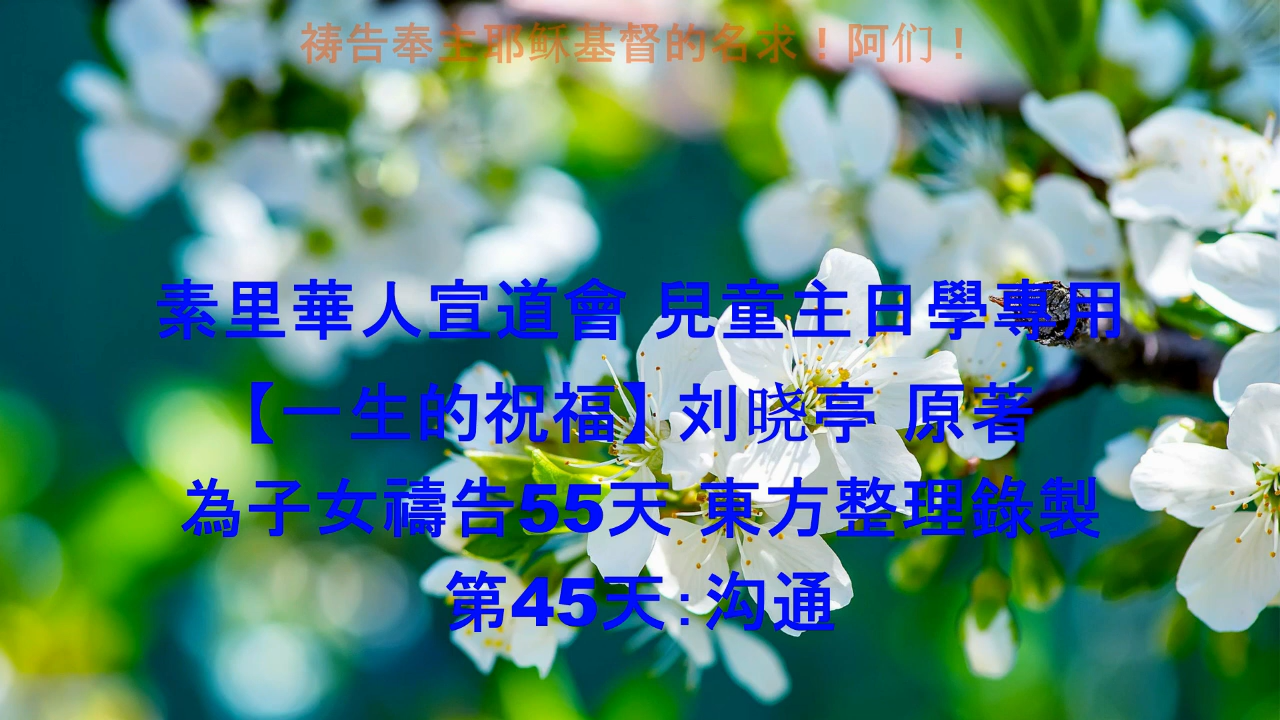 祷告奉主耶稣基督的名求！阿们！
素里華人宣道會 兒童主日學專用
【一生的祝福】刘晓亭 原著
為子女禱告55天 東方整理錄製
第45天:沟通